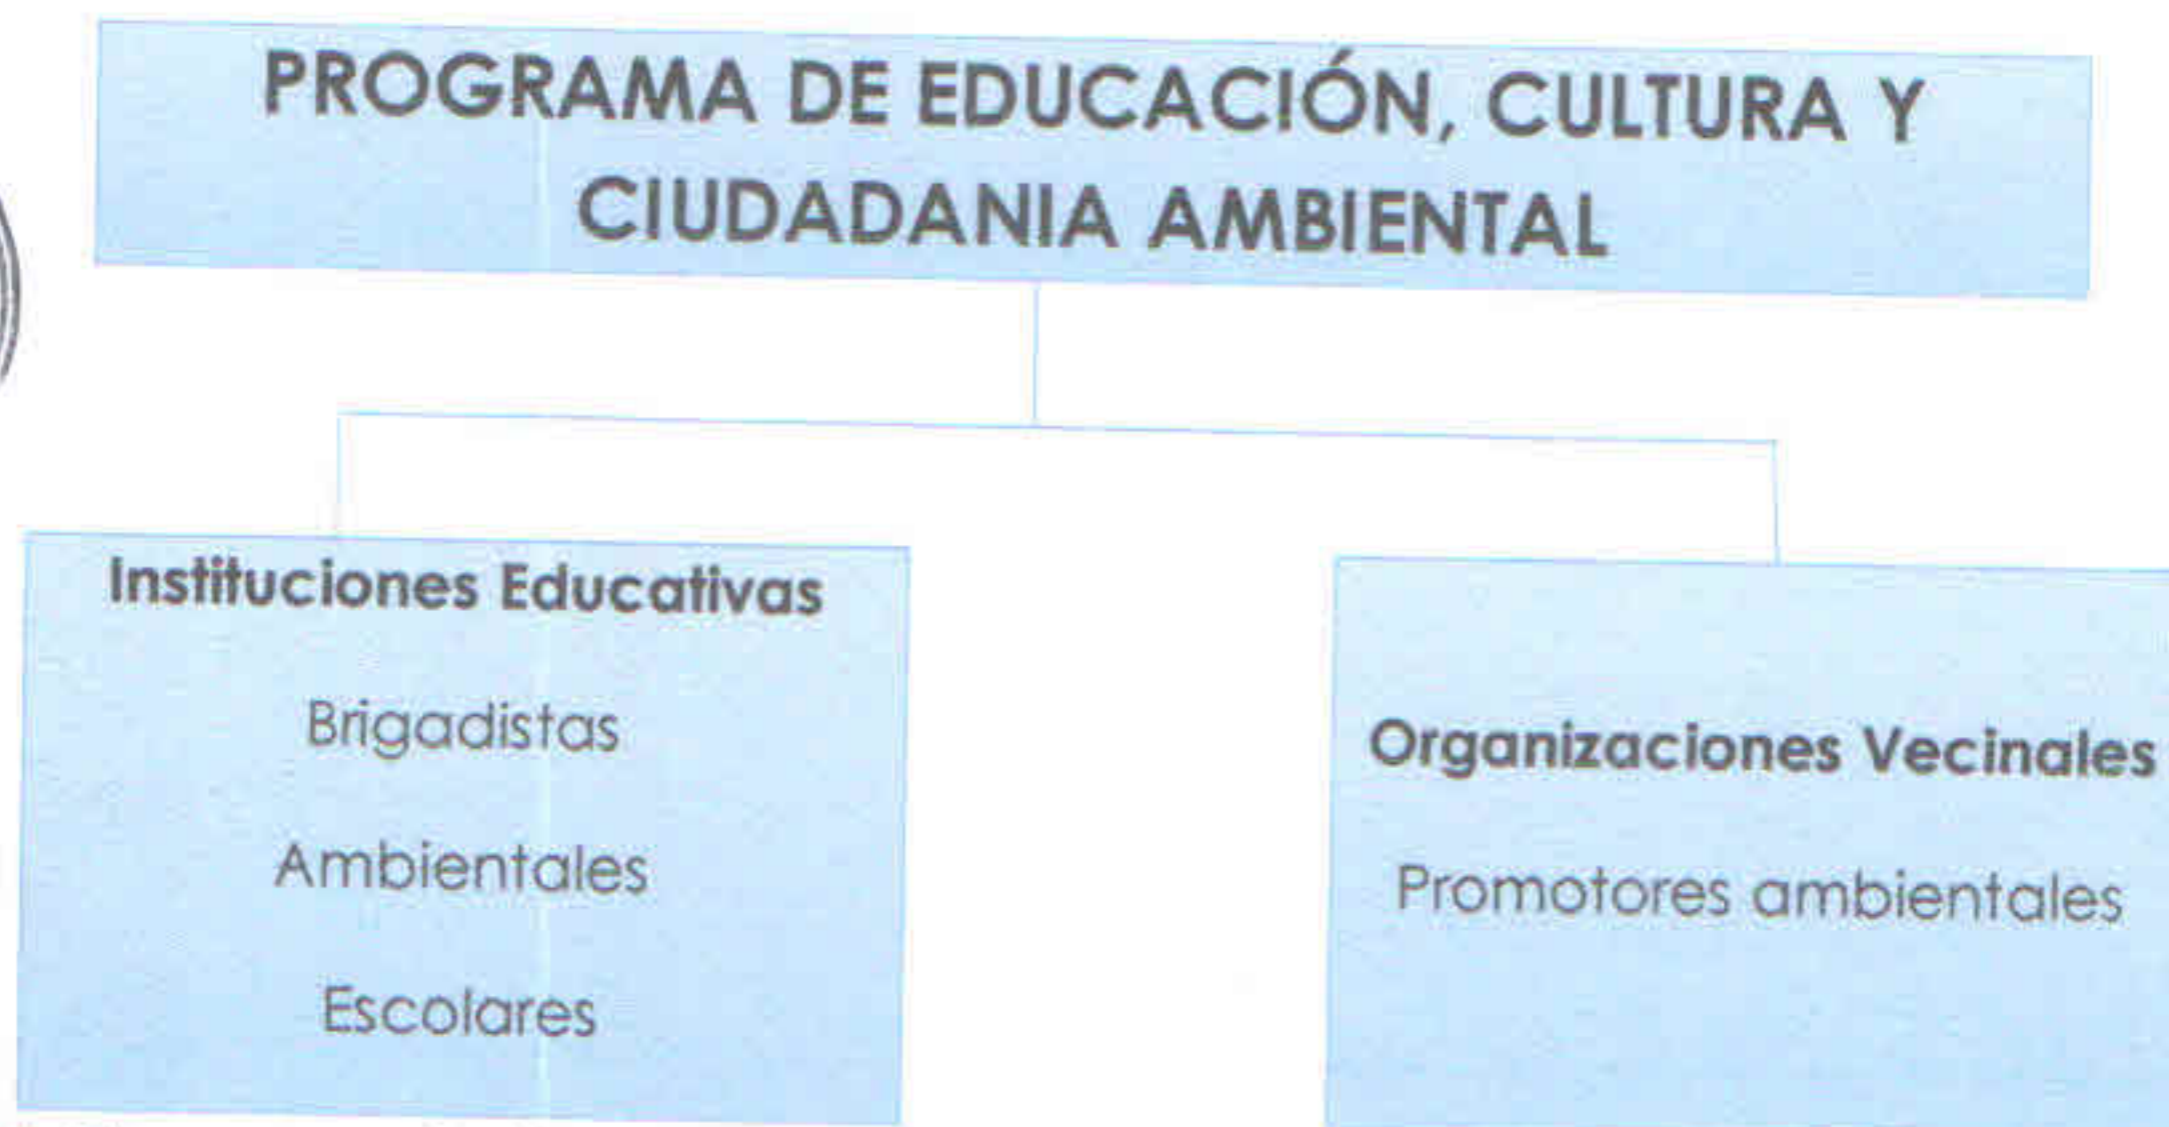 PROGRAMA DE EDUCACIÓN, CULTURA Y
CIUDADANIA AMBIENTAL
Instituciones Educativas
Brigadistas
Ambientales
Escolares
Organizaciones Vecinales
Promotores ambientales